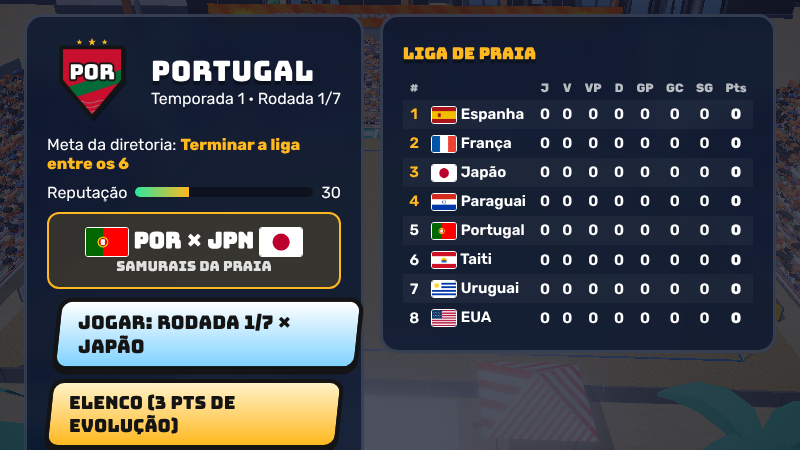 POR
PORTUGAL
Temporada 1 • Rodada 1/7
Meta da diretoria: Terminar a liga
entre os 6
Reputação 30
POR × JPN
SAMURAIS DA PRAIA
JOGAR: RODADA 1/7 ×
JAPÃO
ELENCO (3 PTS DE
EVOLUÇÃO)
LIGA DE PRAIA
# J V VP D GP GC SG Pts
1 Espanha 0 0 0 0 0 0 0 0
2 França 0 0 0 0 0 0 0 0
3 Japão 0 0 0 0 0 0 0 0
4 Paraguai 0 0 0 0 0 0 0 0
5 Portugal 0 0 0 0 0 0 0 0
6 Taiti 0 0 0 0 0 0 0 0
7 Uruguai 0 0 0 0 0 0 0 0
8 EUA 0 0 0 0 0 0 0 0